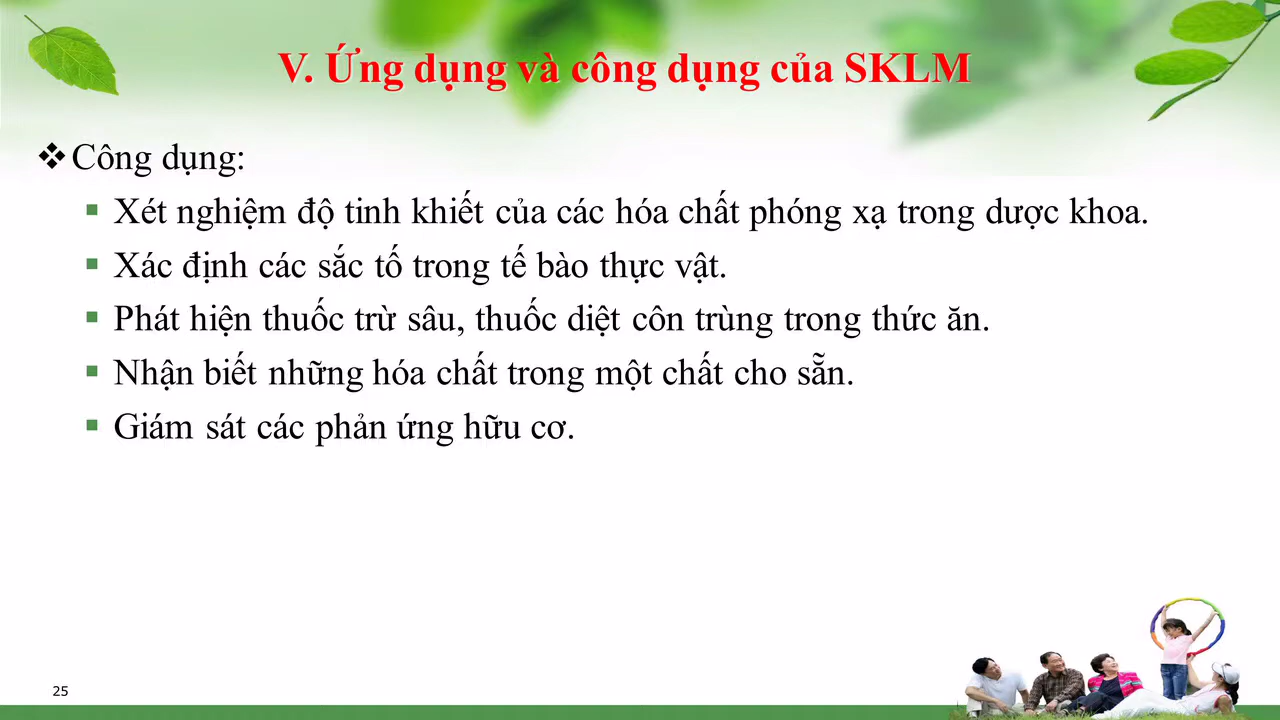 V. Ứng dụng và công dụng của SKLM
❖Công dụng:
▪ Xét nghiệm độ tinh khiết của các hóa chất phóng xạ trong dược khoa.
▪ Xác định các sắc tố trong tế bào thực vật.
▪ Phát hiện thuốc trừ sâu, thuốc diệt côn trùng trong thức ăn.
▪ Nhận biết những hóa chất trong một chất cho sẵn.
▪ Giám sát các phản ứng hữu cơ.
25